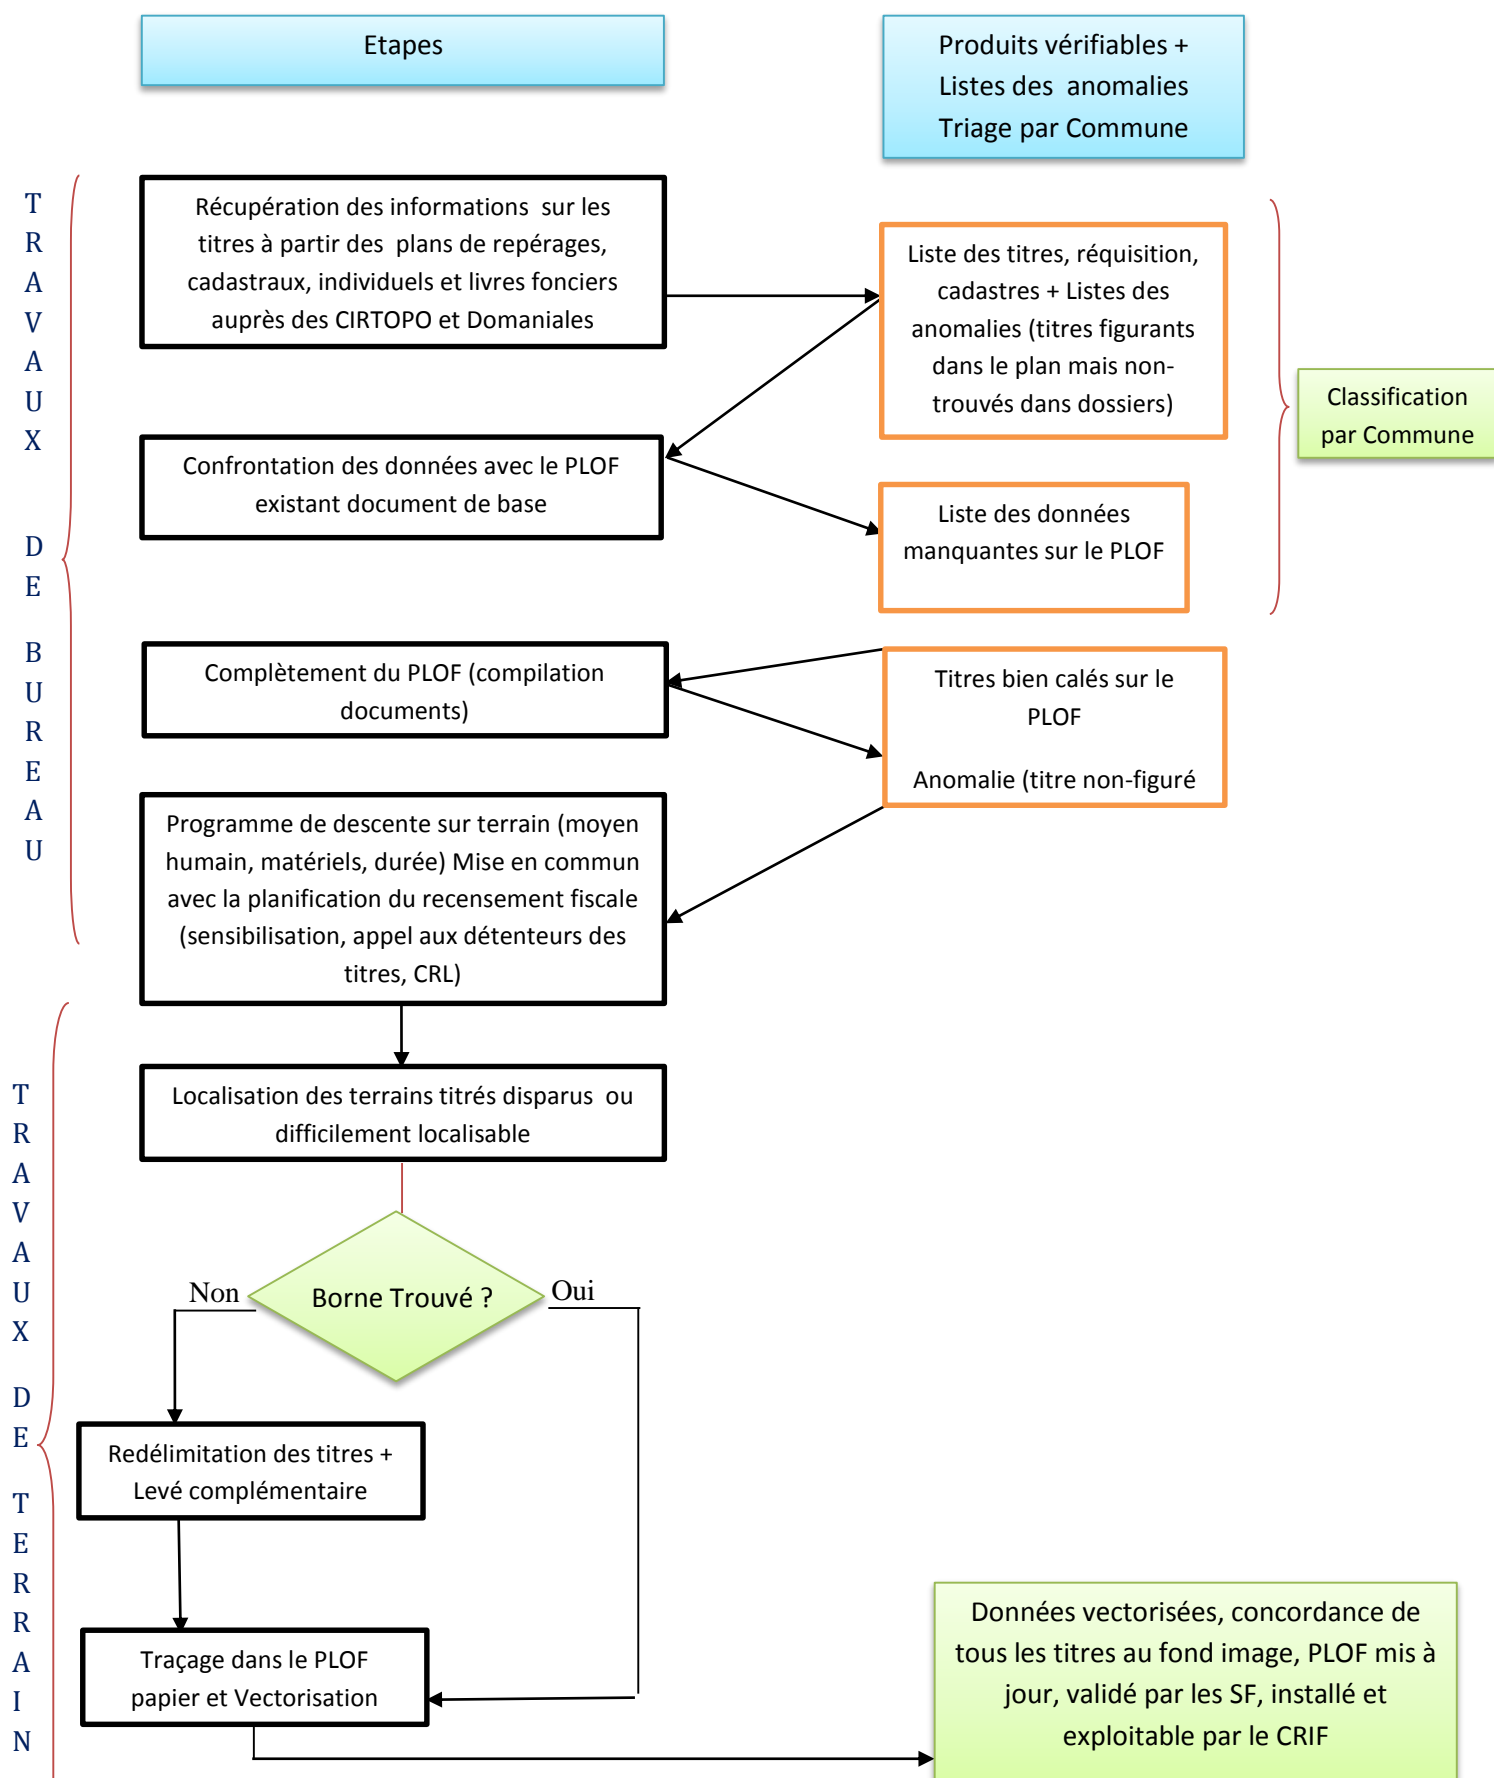 Etapes
Produits vérifiables +
Listes des  anomalies
Triage par Commune
TRAVAUX DE BUREAU
Récupération des informations  sur les
titres à partir des  plans de repérages,
cadastraux, individuels et livres fonciers
auprès des CIRTOPO et Domaniales
Liste des titres, réquisition,
cadastres + Listes des
anomalies (titres figurants
dans le plan mais non-
trouvés dans dossiers)
Classification
par Commune
Confrontation des données avec le PLOF
existant document de base
Liste des données
manquantes sur le PLOF
Complètement du PLOF (compilation
documents)
Titres bien calés sur le
PLOF
Anomalie (titre non-figuré
Programme de descente sur terrain (moyen
humain, matériels, durée) Mise en commun
avec la planification du recensement fiscale
(sensibilisation, appel aux détenteurs des
titres, CRL)
TRAVAUX DE TERRAIN
Localisation des terrains titrés disparus  ou
difficilement localisable
Non
Borne Trouvé ?
Oui
Redélimitation des titres +
Levé complémentaire
Traçage dans le PLOF
papier et Vectorisation
Données vectorisées, concordance de
tous les titres au fond image, PLOF mis à
jour, validé par les SF, installé et
exploitable par le CRIF